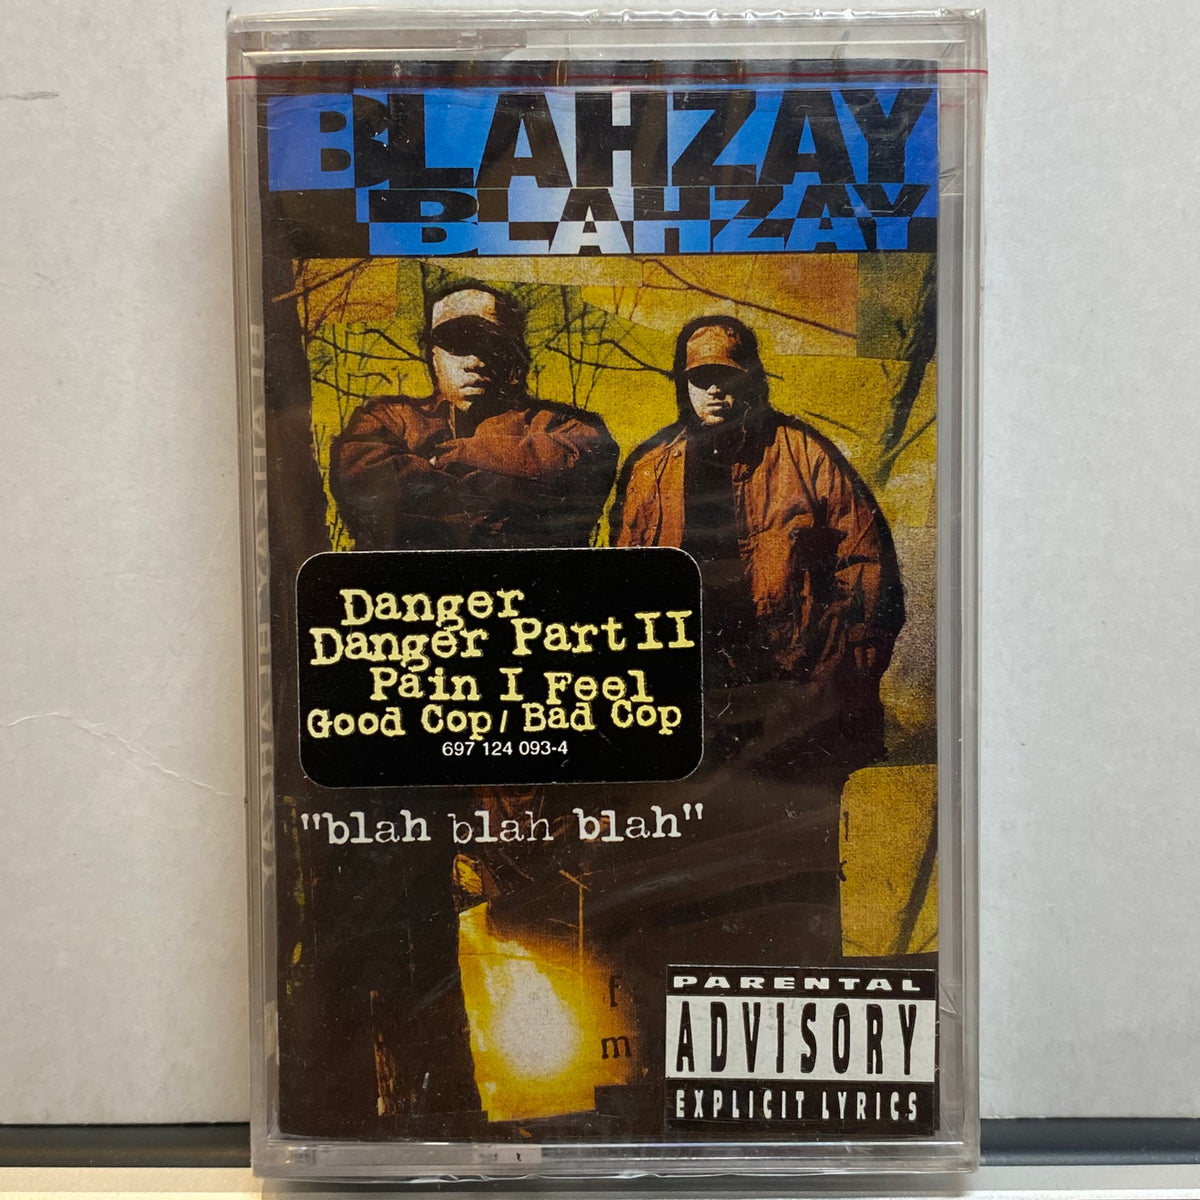 BLAHZAY
BLAHZAY
Danger
Danger Part II
Pain I Feel
Good Cop / Bad Cop
697 124 093-4
"blah blah blah"
f
m
PARENTAL
ADVISORY
EXPLICIT LYRICS